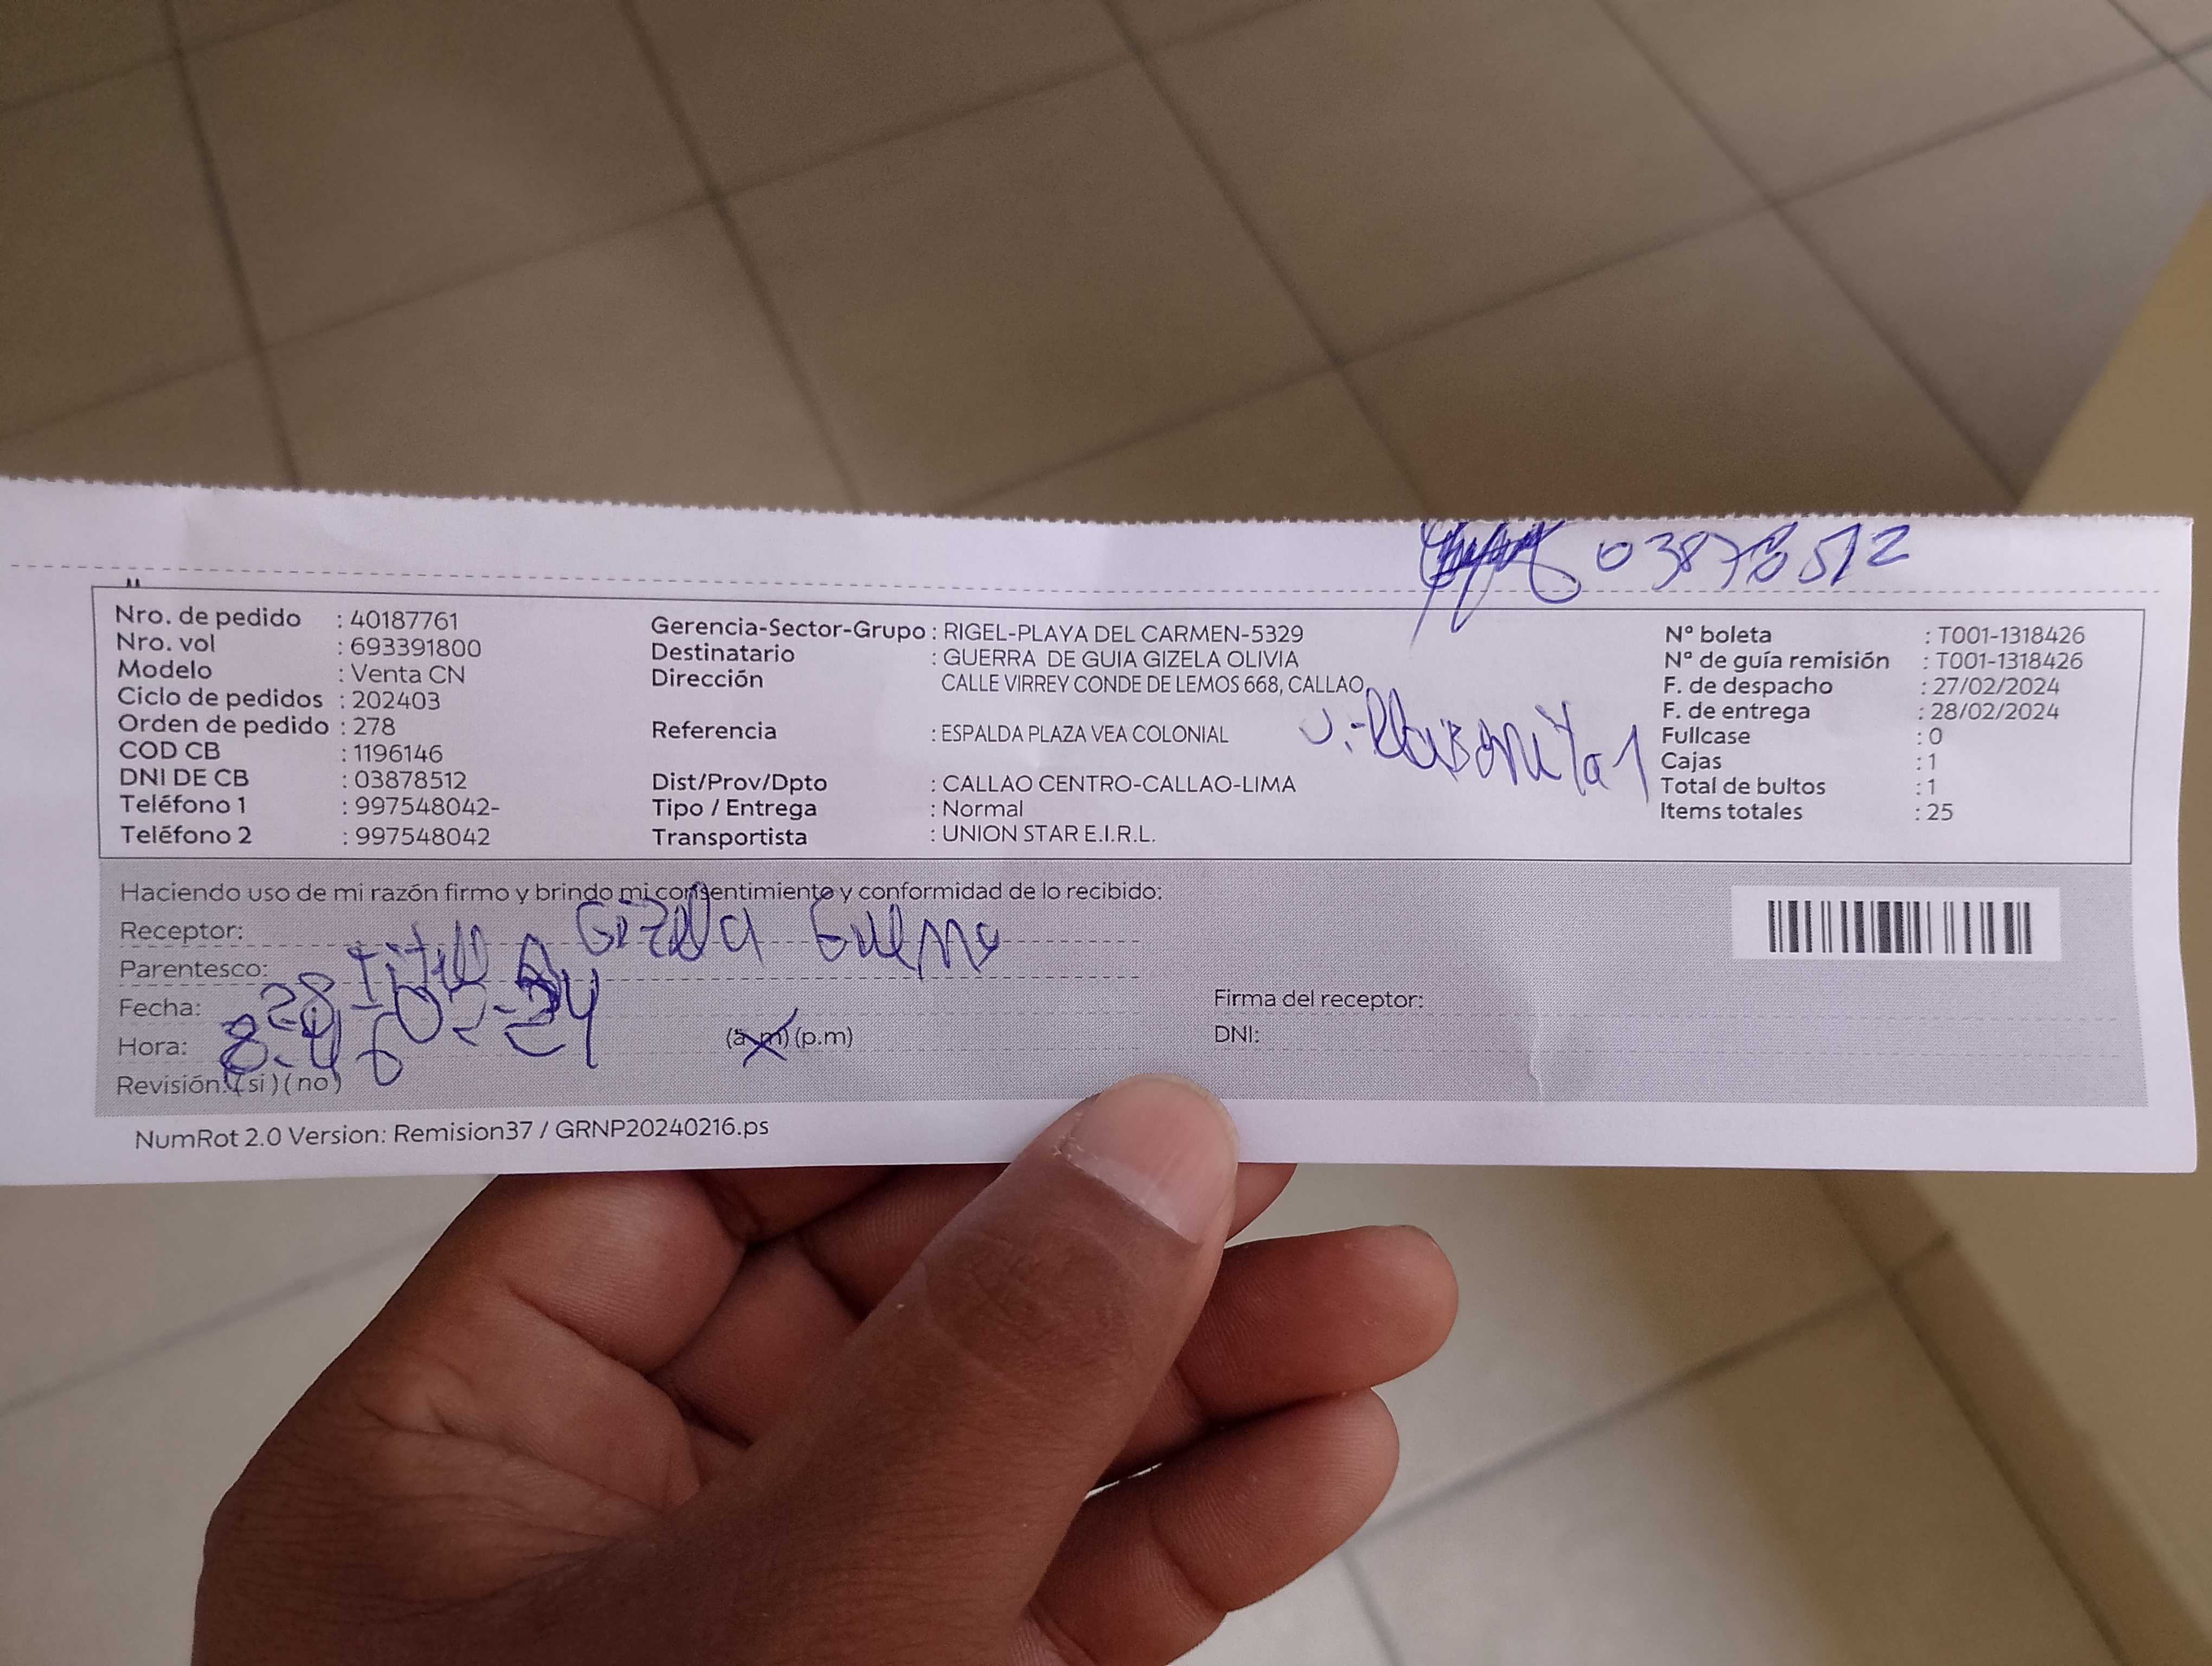 03878512
Nro. de pedido : 40187761
Nro. vol : 693391800
Modelo : Venta CN
Ciclo de pedidos : 202403
Orden de pedido : 278
COD CB : 1196146
DNI DE CB : 03878512
Teléfono 1 : 997548042-
Teléfono 2 : 997548042
Gerencia-Sector-Grupo : RIGEL-PLAYA DEL CARMEN-5329
Destinatario : GUERRA DE GUIA GIZELA OLIVIA
Dirección CALLE VIRREY CONDE DE LEMOS 668, CALLAO,
Referencia : ESPALDA PLAZA VEA COLONIAL
Dist/Prov/Dpto : CALLAO CENTRO-CALLAO-LIMA
Tipo / Entrega : Normal
Transportista : UNION STAR E.I.R.L.
N° boleta : T001-1318426
N° de guía remisión : T001-1318426
F. de despacho : 27/02/2024
F. de entrega : 28/02/2024
Fullcase : 0
Cajas : 1
Total de bultos : 1
Items totales : 25
Haciendo uso de mi razón firmo y brindo mi consentimiento y conformidad de lo recibido:
Receptor: Gizela Guerra
Parentesco:
Fecha: 28-02-24
Hora: 8:46 (a.m) (p.m)
Revisión: (si) (no)
Firma del receptor:
DNI:
NumRot 2.0 Version: Remision37 / GRNP20240216.ps